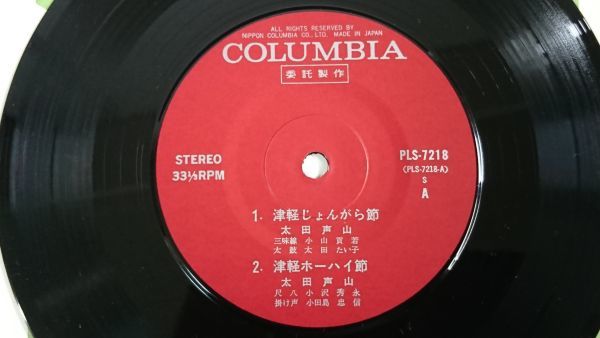 ALL RIGHTS RESERVED BY
NIPPON COLUMBIA CO., LTD. MADE IN JAPAN
COLUMBIA
委託製作
STEREO
33⅓RPM
PLS-7218
(PLS-7218-A)
S
A
1. 津軽じょんがら節
太田声山
三味線 小山貢若
太鼓 太田たい子
2. 津軽ホーハイ節
太田声山
尺八 小沢秀永
掛け声 小田島忠信